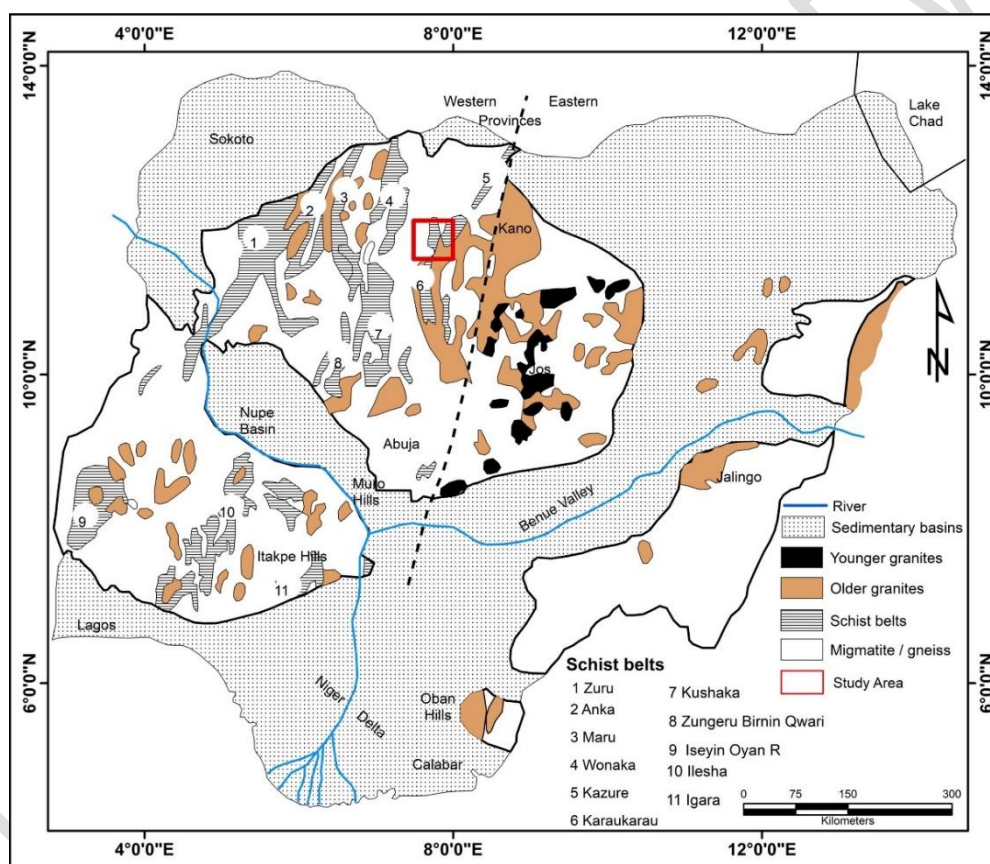 4°0'0"E
8°0'0"E
12°0'0"E
14°0'0"N
14°0'0"N
Western
Eastern
Provinces
Lake
Chad
Sokoto
5
3
2
4
Kano
1
6
7
10°0'0"N
10°0'0"N
8
Jos
Nupe
Basin
Abuja
Muro
Hills
Benue Valley
Jalingo
N
9
10
Itakpe Hills
11
Lagos
River
Sedimentary basins
Younger granites
Older granites
Schist belts
Migmatite / gneiss
Study Area
6°0'0"N
6°0'0"N
Niger
Delta
Oban
Hills
Calabar
Schist belts
1 Zuru
2 Anka
3 Maru
4 Wonaka
5 Kazure
6 Karaukarau
7 Kushaka
8 Zungeru Birnin Qwari
9 Iseyin Oyan R
10 Ilesha
11 Igara
0 75 150 300
Kilometers
4°0'0"E
8°0'0"E
12°0'0"E